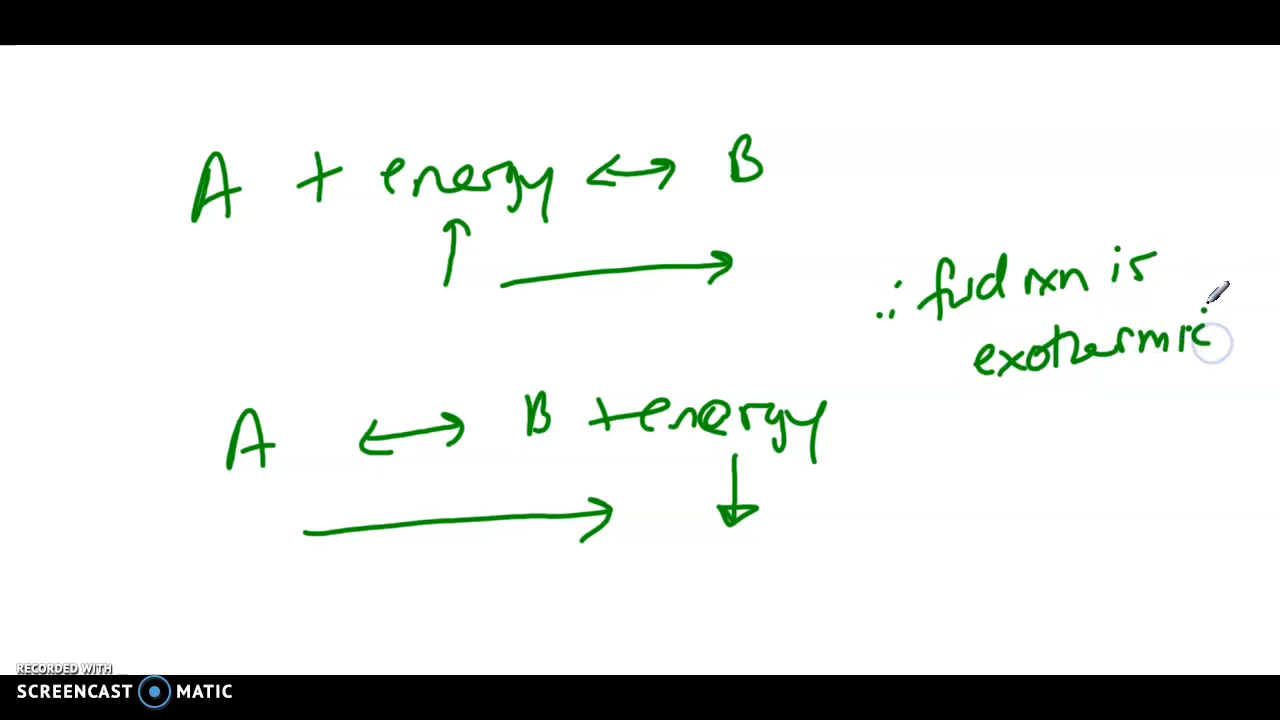 A + energy ↔ B
∴ fwd rxn is
exothermic
A ↔ B + energy
RECORDED WITH
SCREENCAST MATIC